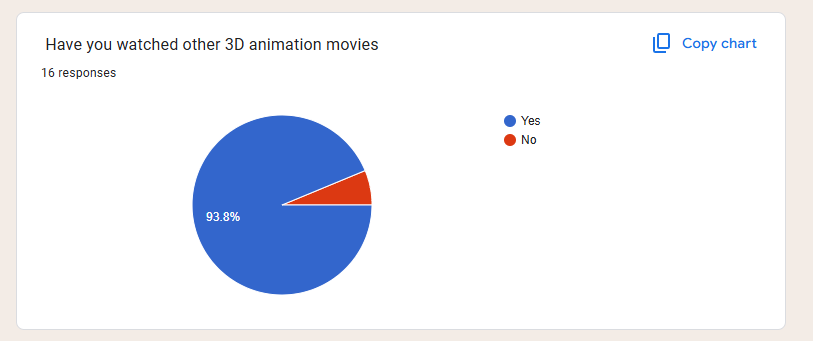 Have you watched other 3D animation movies
Copy chart
16 responses
Yes
No
93.8%